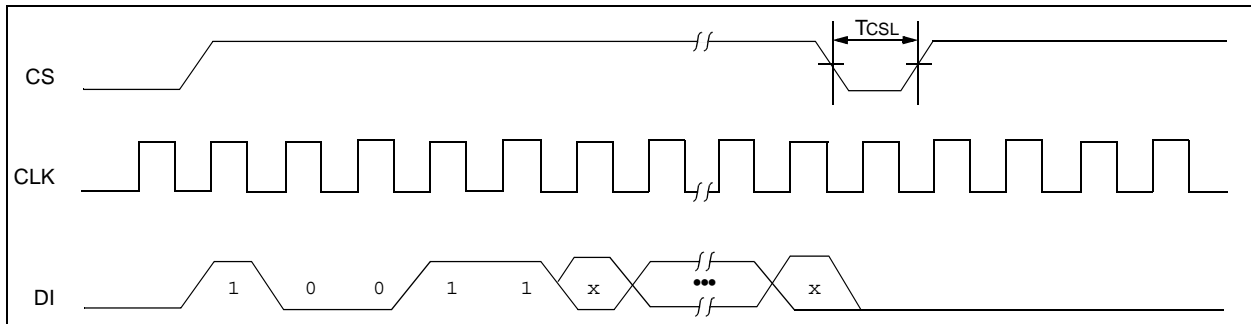 TCSL
CS
CLK
DI 1 0 0 1 1 x ••• x